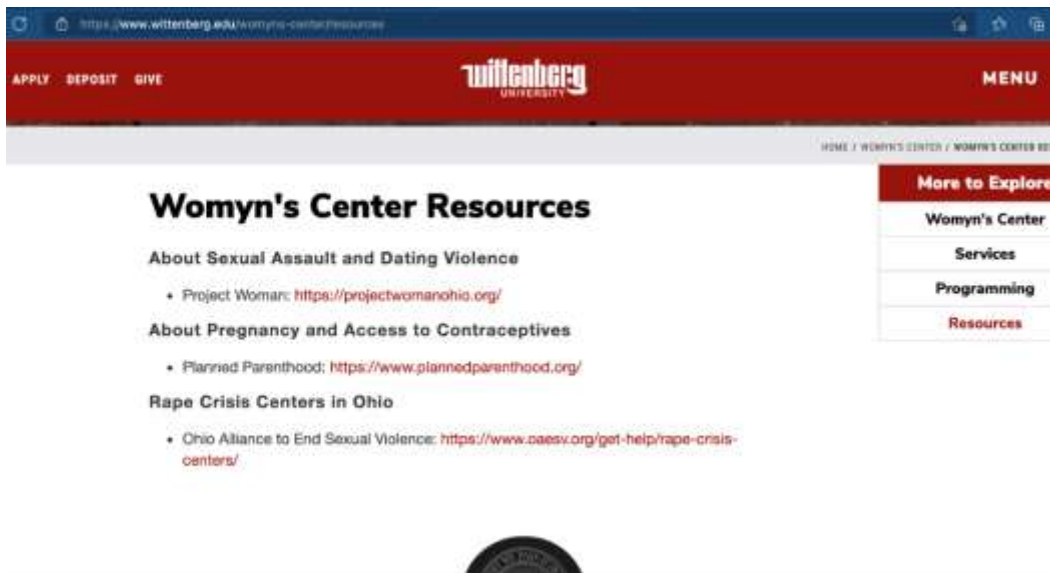 https://www.wittenberg.edu/womyns-center/resources
APPLY DEPOSIT GIVE
wittenberg
UNIVERSITY
MENU
HOME / WOMYN'S CENTER / WOMYN'S CENTER
More to Explore
Womyn's Center
Services
Programming
Resources
Womyn's Center Resources
About Sexual Assault and Dating Violence
• Project Woman: https://projectwomanohio.org/
About Pregnancy and Access to Contraceptives
• Planned Parenthood: https://www.plannedparenthood.org/
Rape Crisis Centers in Ohio
• Ohio Alliance to End Sexual Violence: https://www.oaesv.org/get-help/rape-crisis-
centers/